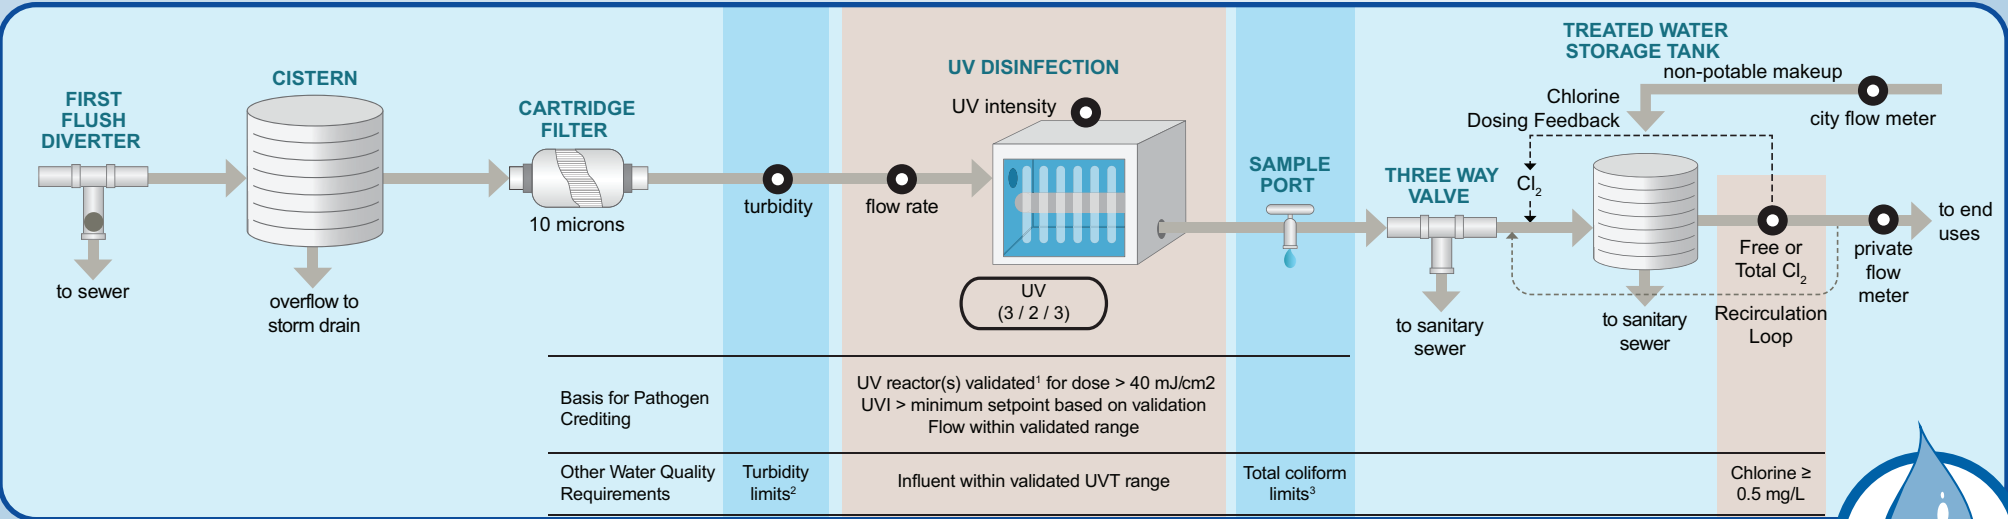 FIRST
FLUSH
DIVERTER
to sewer
CISTERN
overflow to
storm drain
CARTRIDGE
FILTER
10 microns
turbidity
flow rate
UV DISINFECTION
UV intensity
UV
(3 / 2 / 3)
SAMPLE
PORT
THREE WAY
VALVE
to sanitary
sewer
Chlorine
Dosing Feedback
Cl2
TREATED WATER
STORAGE TANK
non-potable makeup
city flow meter
to sanitary
sewer
Free or
Total Cl2
Recirculation
Loop
private
flow
meter
to end
uses
Basis for Pathogen
Crediting
UV reactor(s) validated¹ for dose > 40 mJ/cm2
UVI > minimum setpoint based on validation
Flow within validated range
Other Water Quality
Requirements
Turbidity
limits²
Influent within validated UVT range
Total coliform
limits³
Chlorine ≥
0.5 mg/L